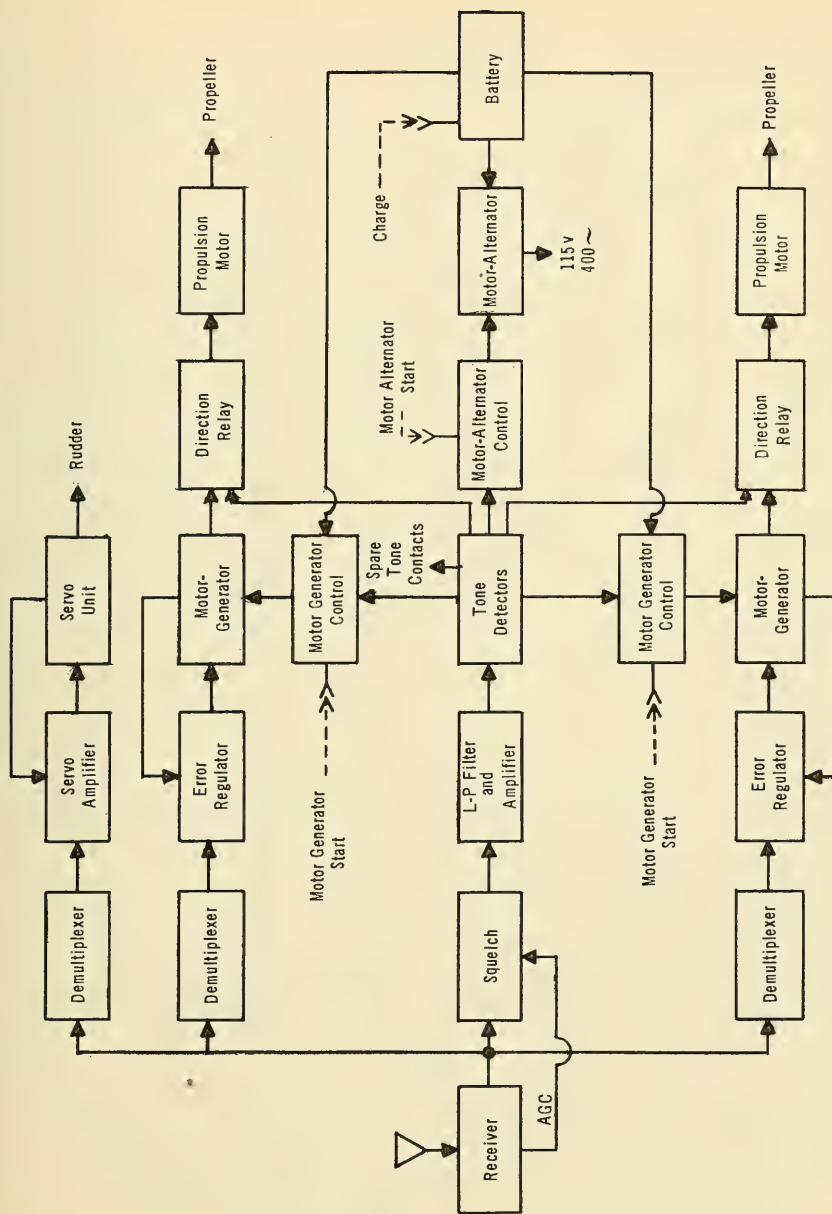 Demultiplexer
Servo
Amplifier
Servo
Unit
Rudder
Demultiplexer
Error
Regulator
Motor-
Generator
Direction
Relay
Propulsion
Motor
Propeller
Motor Generator
Start
Motor Generator
Control
Spare
Tone
Contacts
Receiver
AGC
Squelch
L-P Filter
and
Amplifier
Tone
Detectors
Motor Alternator
Start
Motor-Alternator
Control
Motor-Alternator
115 v
400 ~
Charge
Battery
Motor Generator
Start
Motor Generator
Control
Demultiplexer
Error
Regulator
Motor-
Generator
Direction
Relay
Propulsion
Motor
Propeller